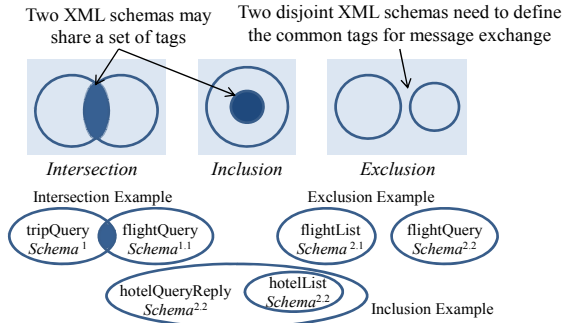 Two XML schemas may
share a set of tags
Two disjoint XML schemas need to define
the common tags for message exchange
Intersection
Inclusion
Exclusion
Intersection Example
Exclusion Example
tripQuery
Schema1
flightQuery
Schema1.1
flightList
Schema2.1
flightQuery
Schema2.2
hotelQueryReply
Schema2.2
hotelList
Schema2.2
Inclusion Example